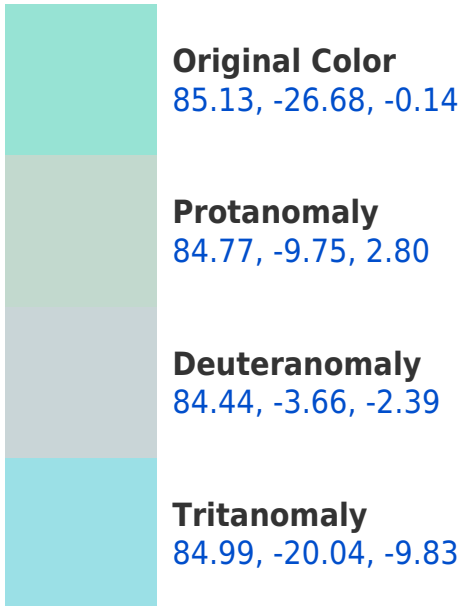 Original Color
85.13, -26.68, -0.14
Protanomaly
84.77, -9.75, 2.80
Deuteranomaly
84.44, -3.66, -2.39
Tritanomaly
84.99, -20.04, -9.83